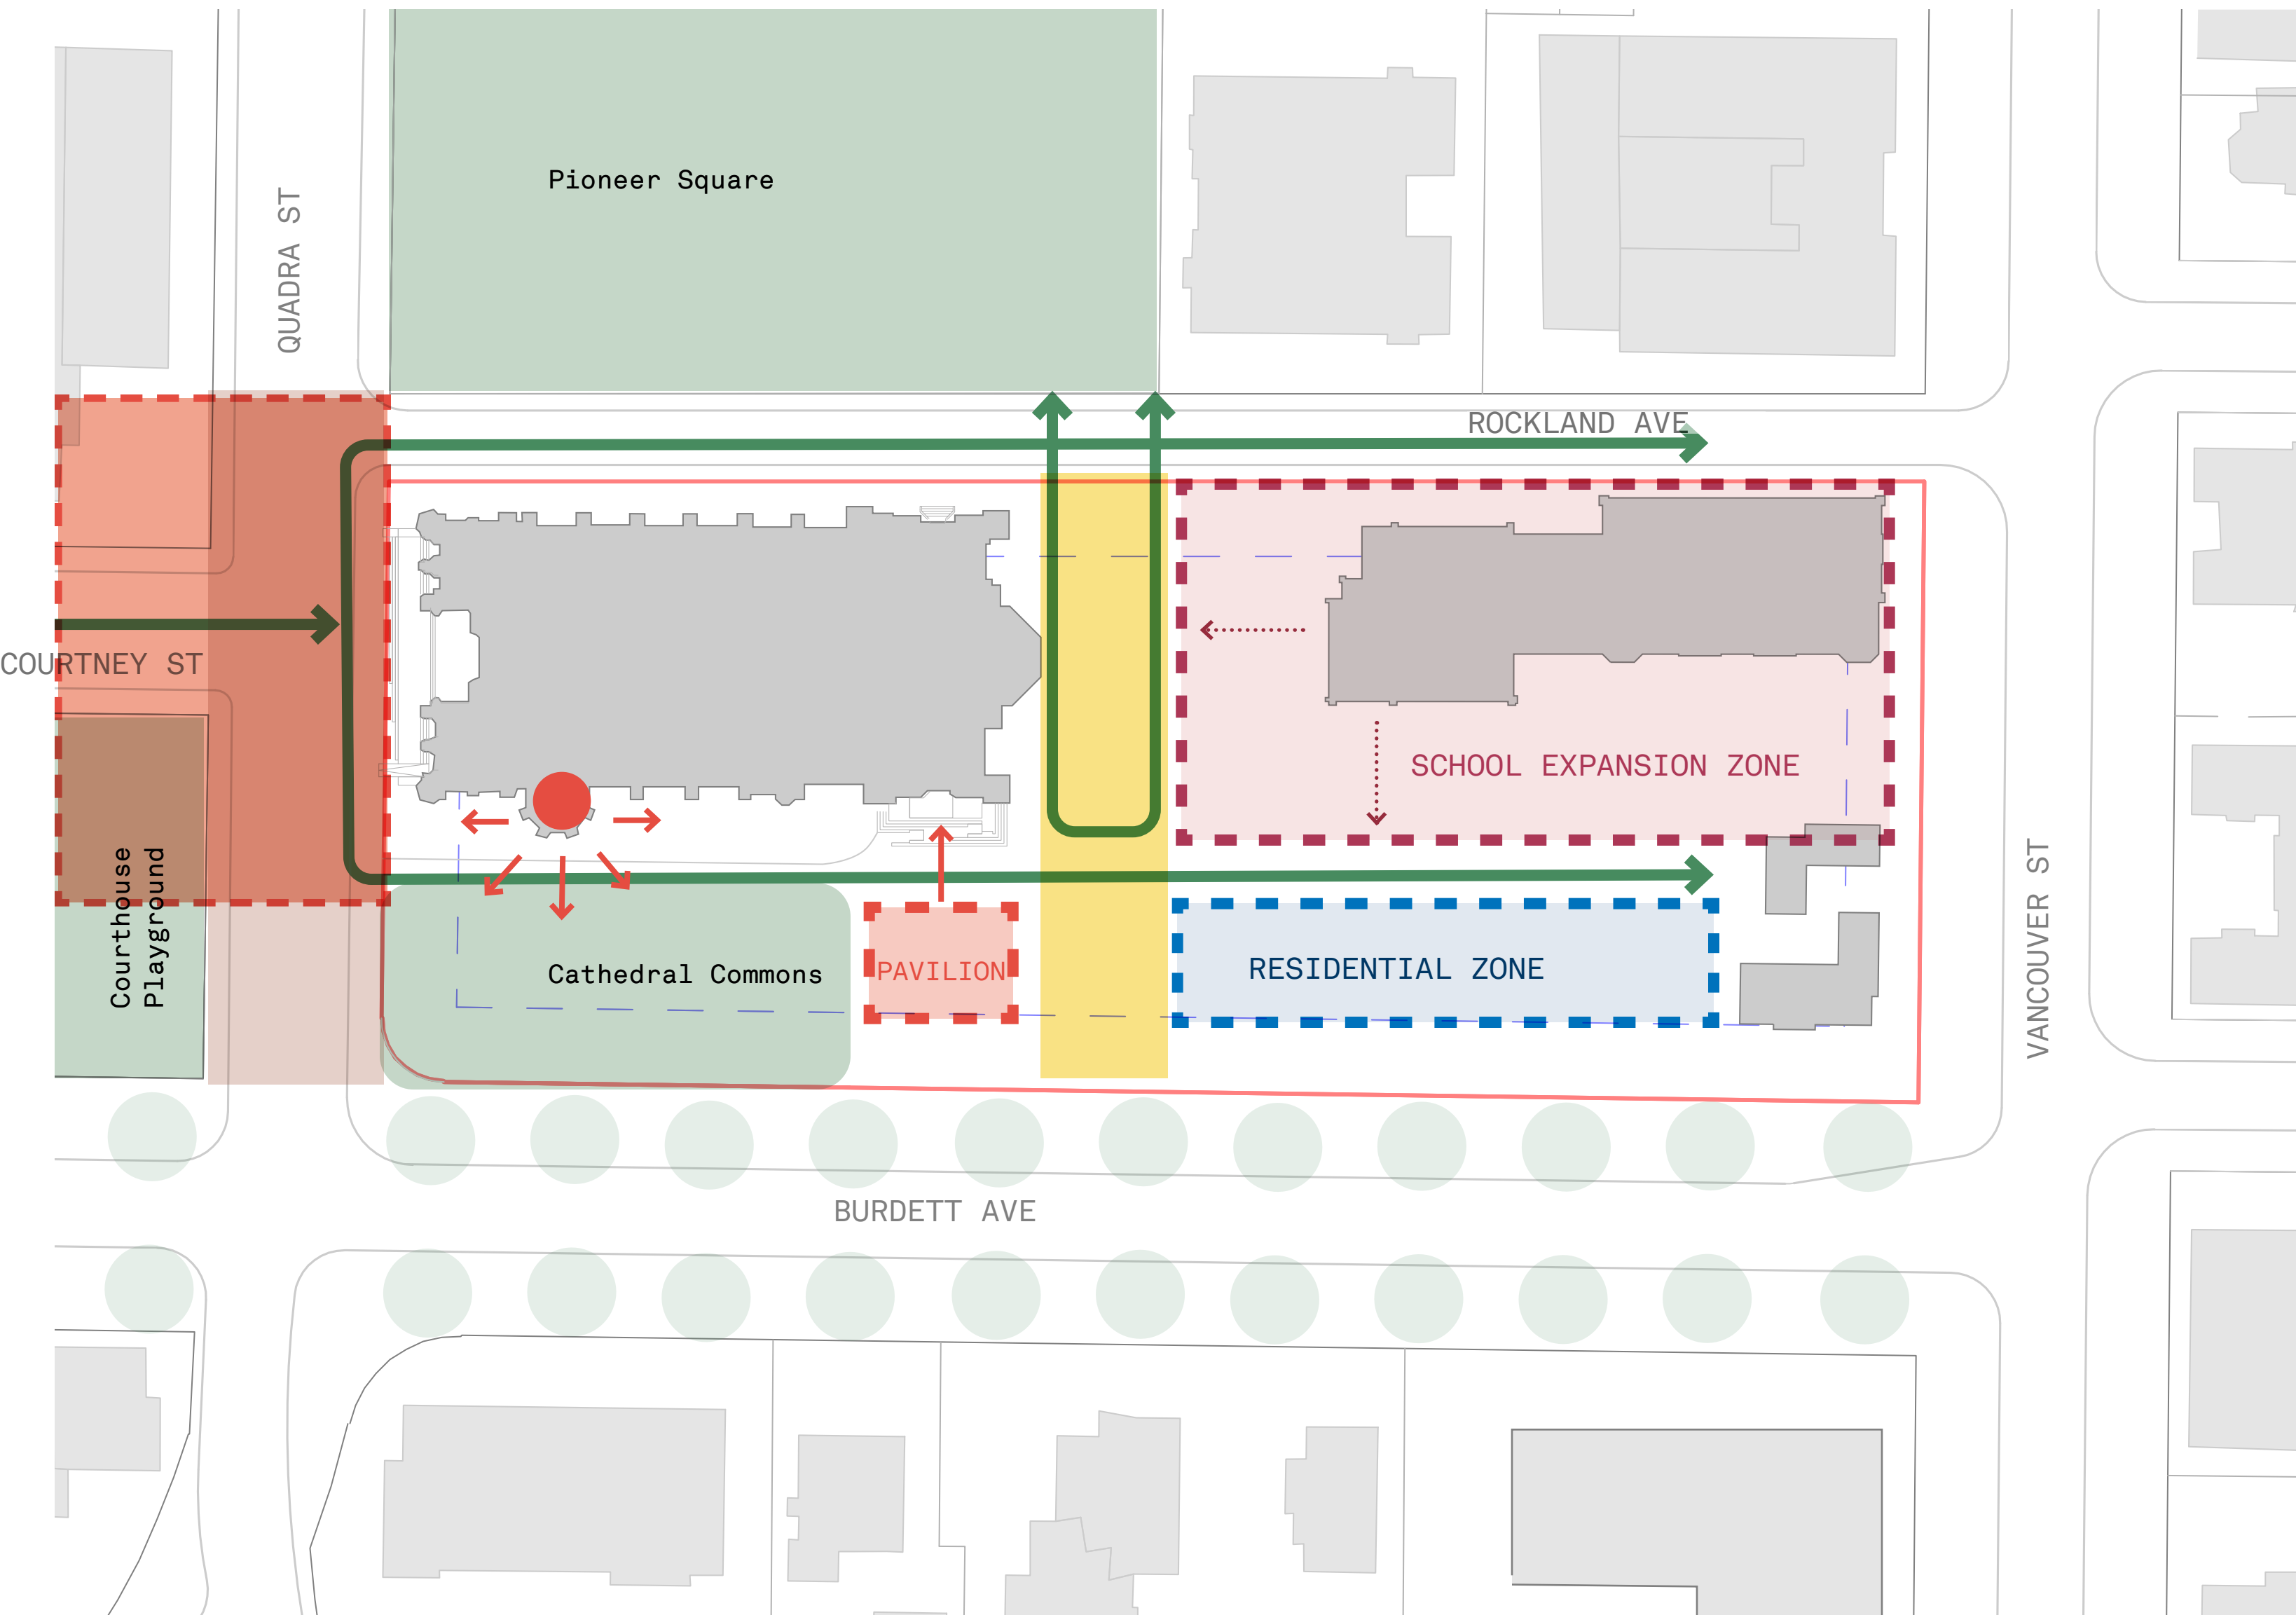 Pioneer Square
QUADRA ST
ROCKLAND AVE
COURTNEY ST
SCHOOL EXPANSION ZONE
Courthouse
Playground
Cathedral Commons
PAVILION
RESIDENTIAL ZONE
VANCOUVER ST
BURDETT AVE